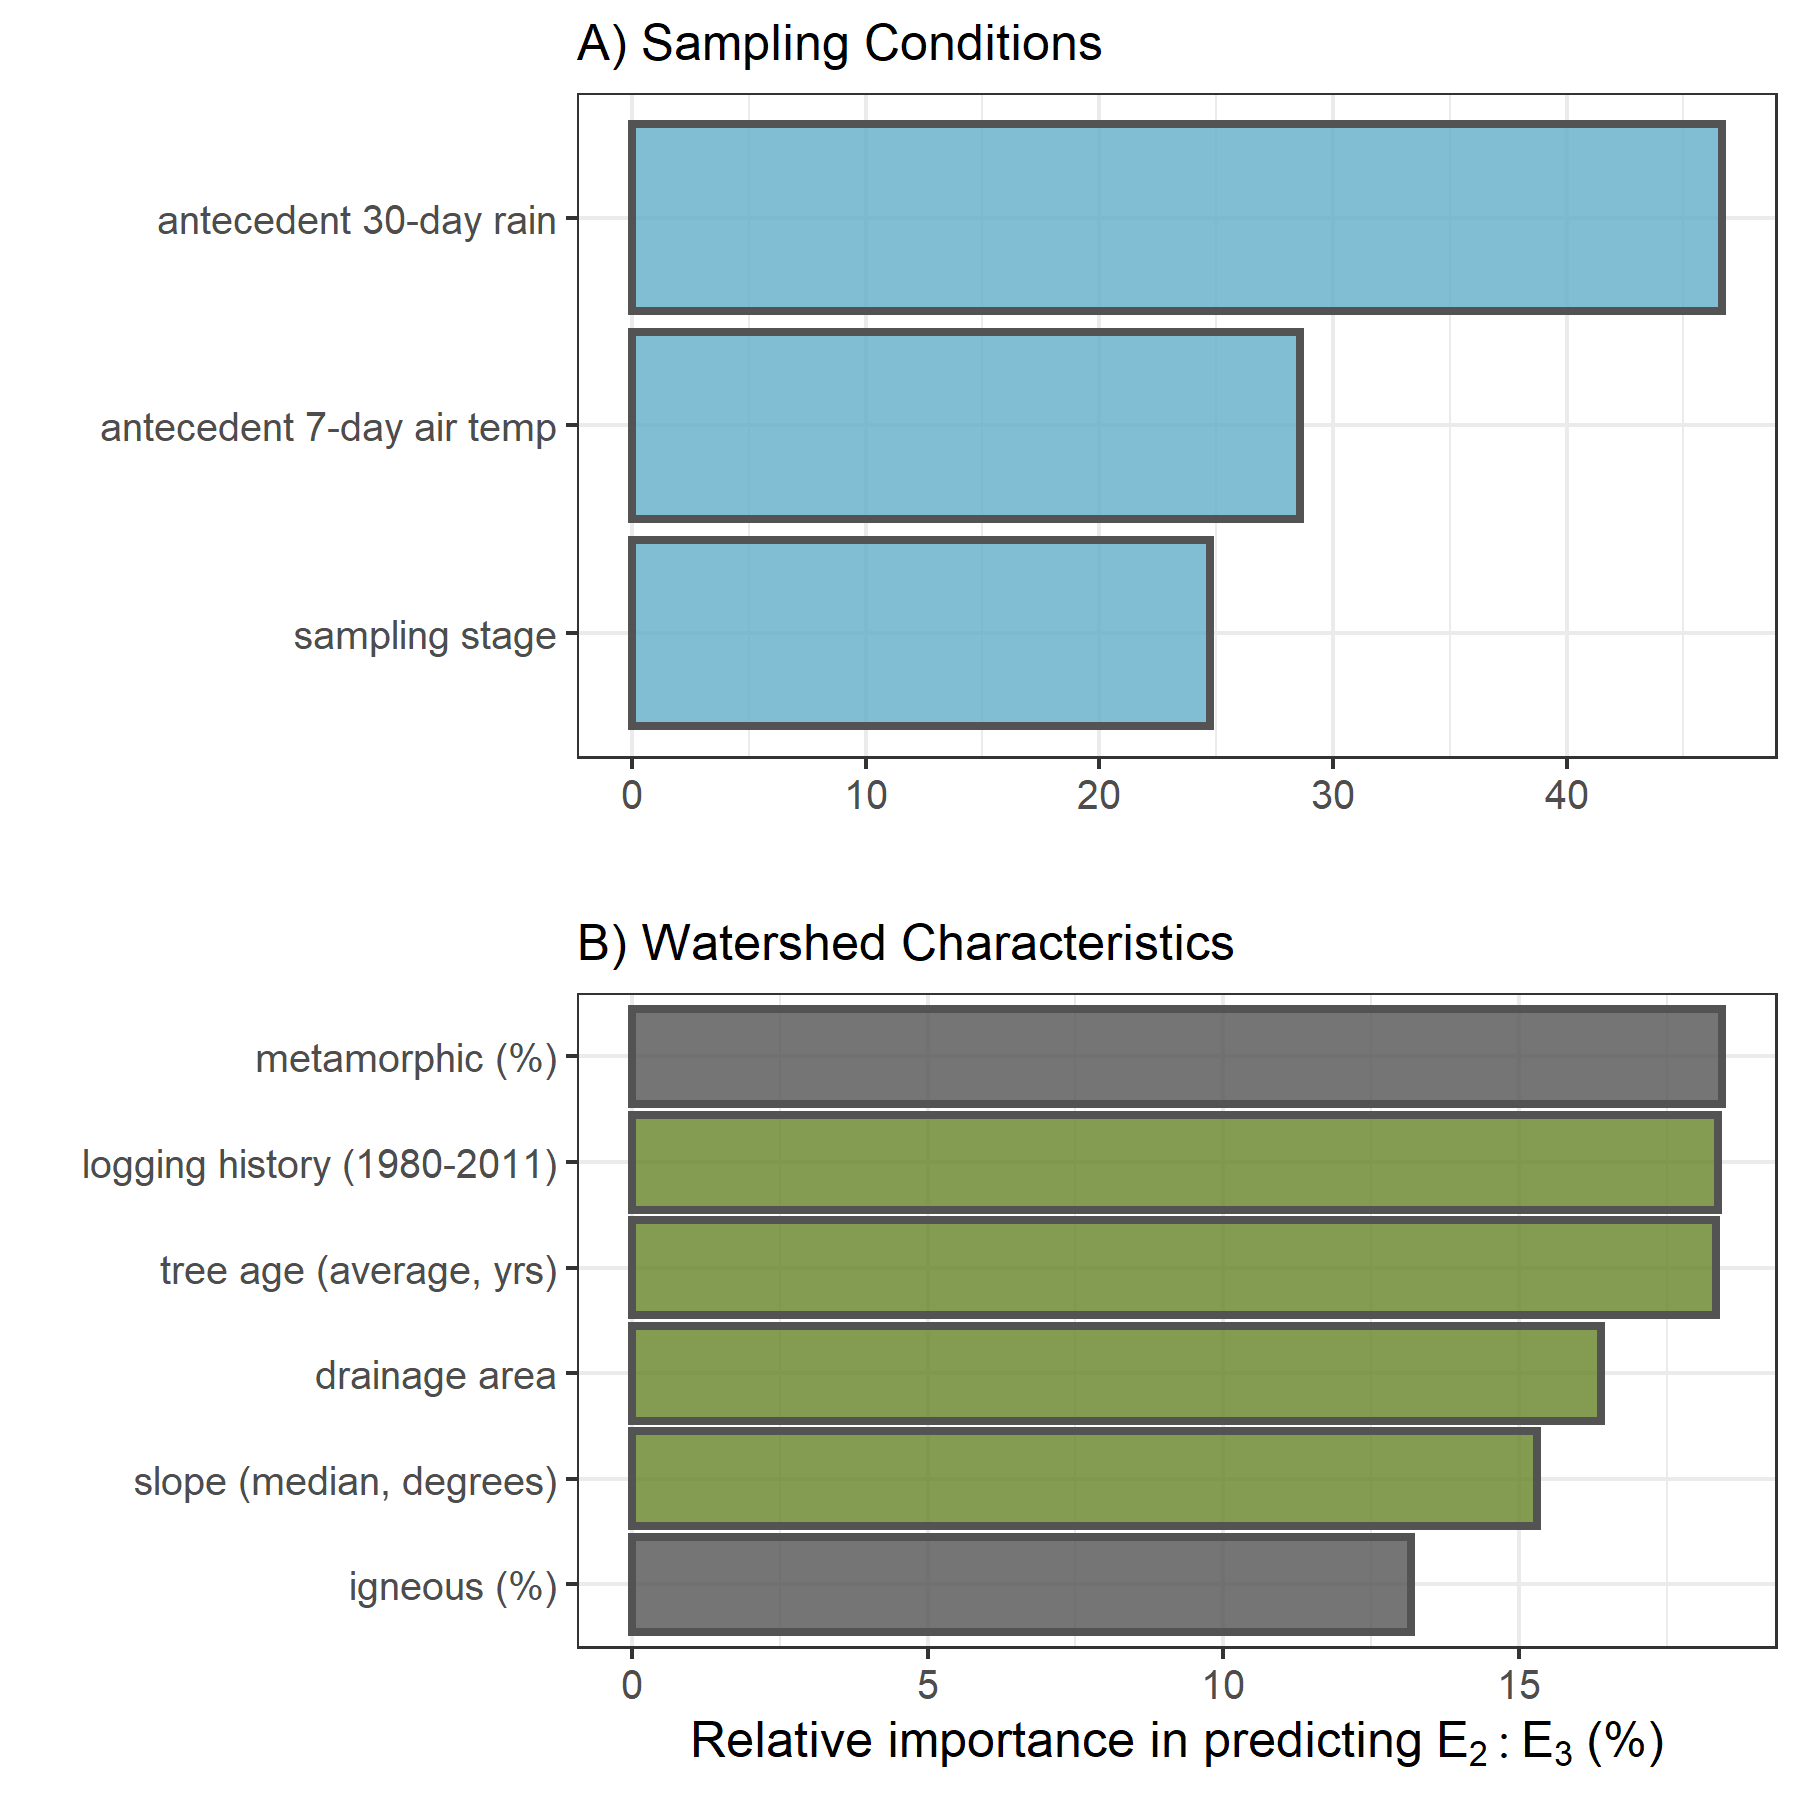 A) Sampling Conditions
antecedent 30-day rain
antecedent 7-day air temp
sampling stage
0 10 20 30 40
B) Watershed Characteristics
metamorphic (%)
logging history (1980-2011)
tree age (average, yrs)
drainage area
slope (median, degrees)
igneous (%)
0 5 10 15
Relative importance in predicting E₂ : E₃ (%)